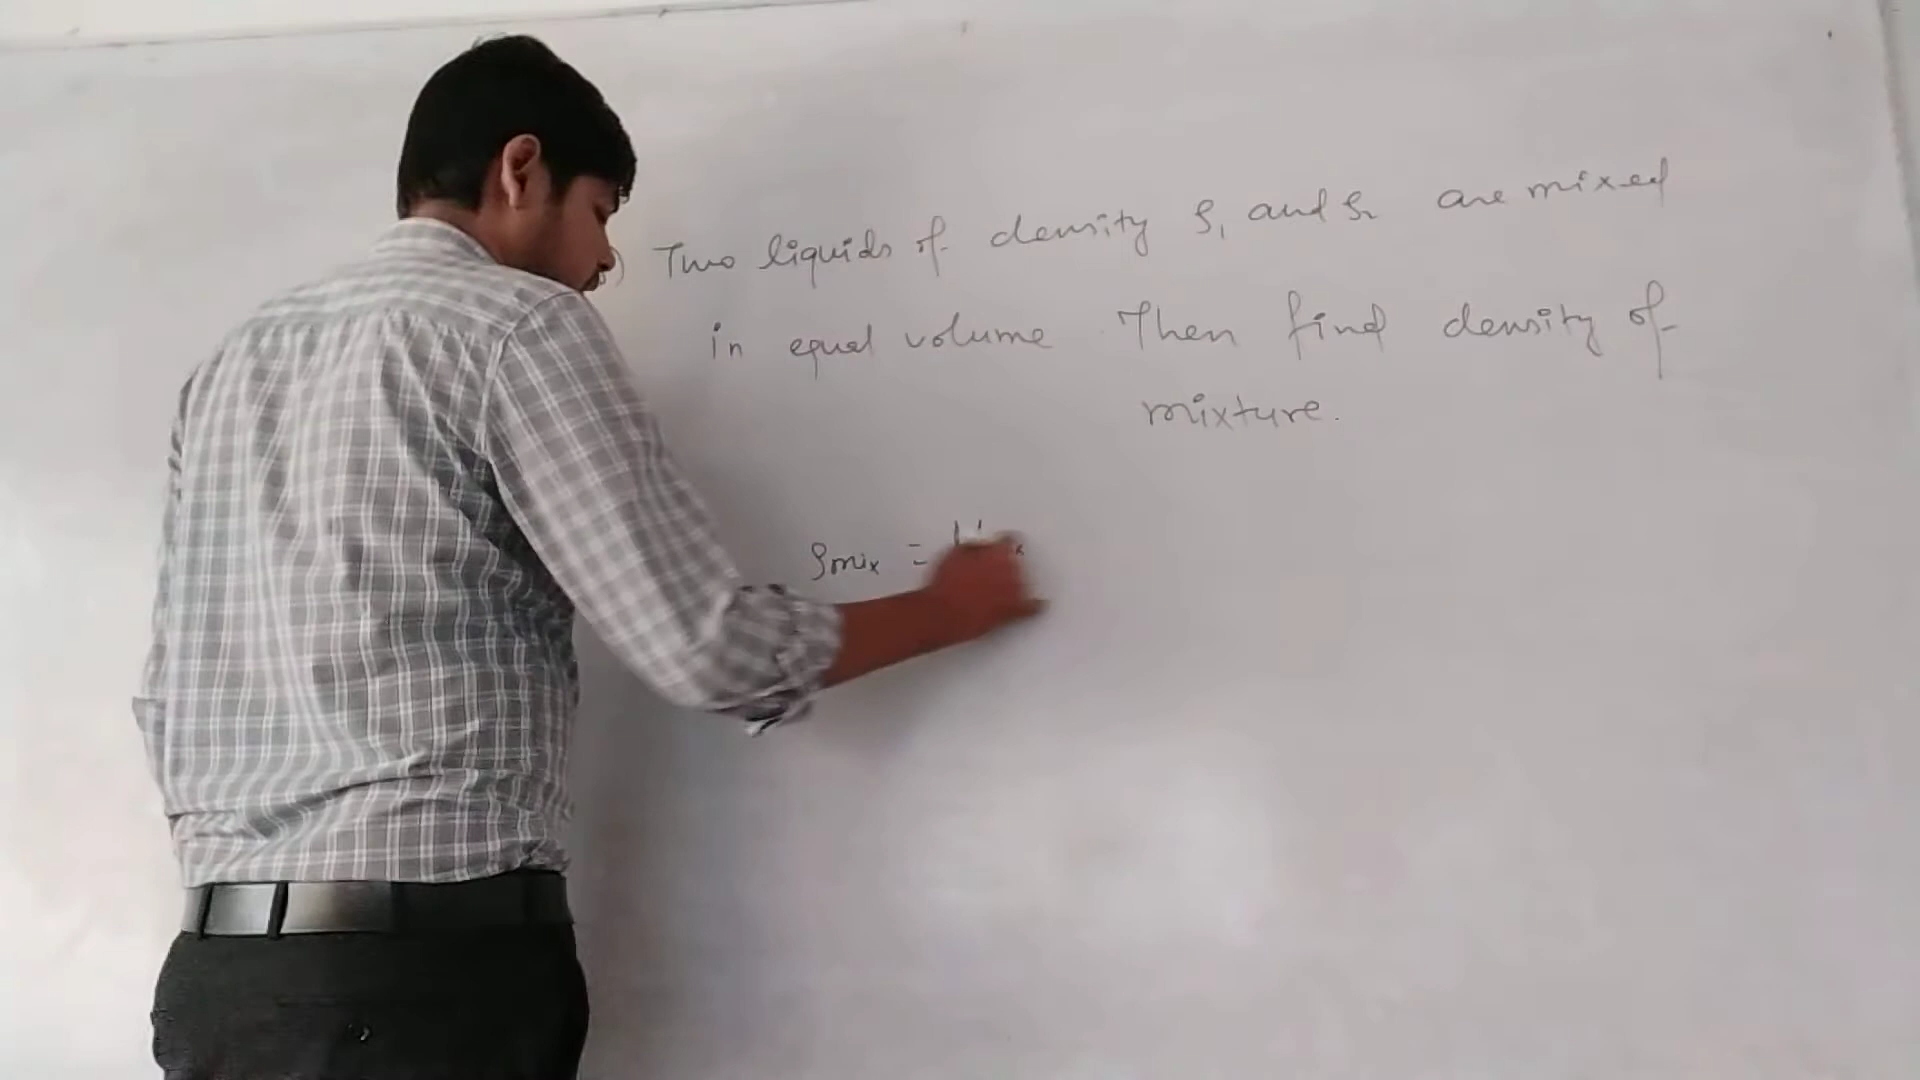 ) Two liquids of density ρ₁ and ρ₂ are mixed
in equal volume. Then find density of
mixture.
ρmix =